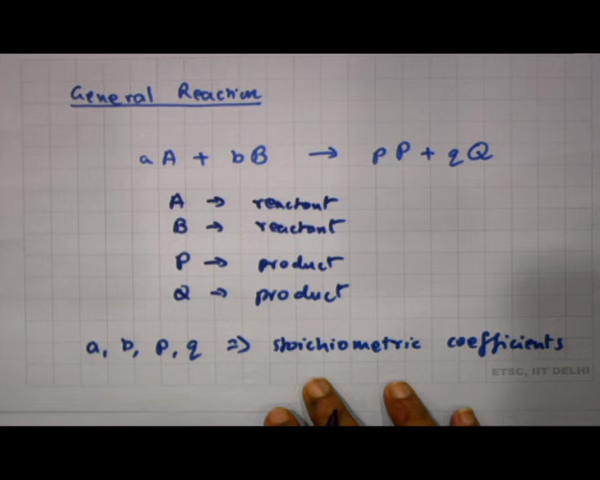 General Reaction
aA + bB → pP + qQ
A → reactant
B → reactant
P → product
Q → product
a, b, p, q ⇒ stoichiometric coefficients
ETSC, IIT DELHI